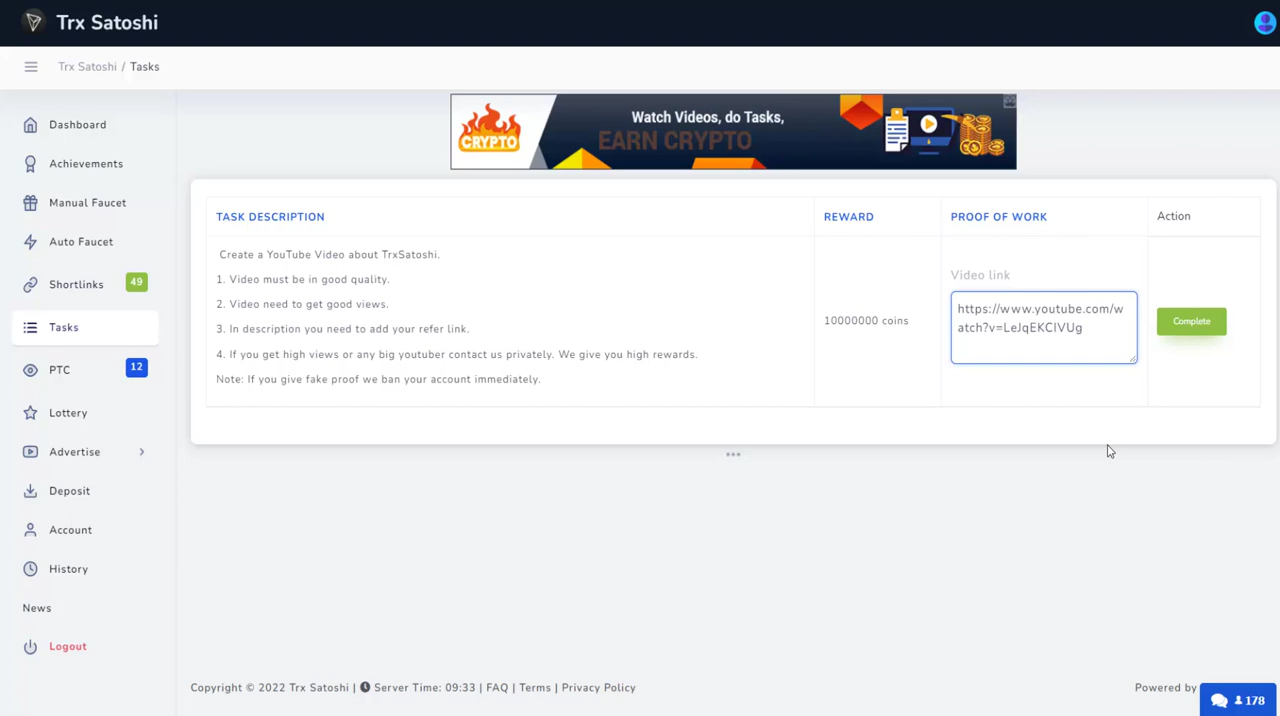 Trx Satoshi
Trx Satoshi / Tasks
Dashboard
Achievements
Manual Faucet
Auto Faucet
Shortlinks 49
Tasks
PTC 12
Lottery
Advertise
Deposit
Account
History
News
Logout
CRYPTO
Watch Videos, do Tasks,
EARN CRYPTO
TASK DESCRIPTION
REWARD
PROOF OF WORK
Action
Create a YouTube Video about TrxSatoshi.
1. Video must be in good quality.
2. Video need to get good views.
3. In description you need to add your refer link.
4. If you get high views or any big youtuber contact us privately. We give you high rewards.
Note: If you give fake proof we ban your account immediately.
10000000 coins
Video link
https://www.youtube.com/w
atch?v=LeJqEKCIVUg
Complete
Copyright © 2022 Trx Satoshi | Server Time: 09:33 | FAQ | Terms | Privacy Policy
Powered by
178